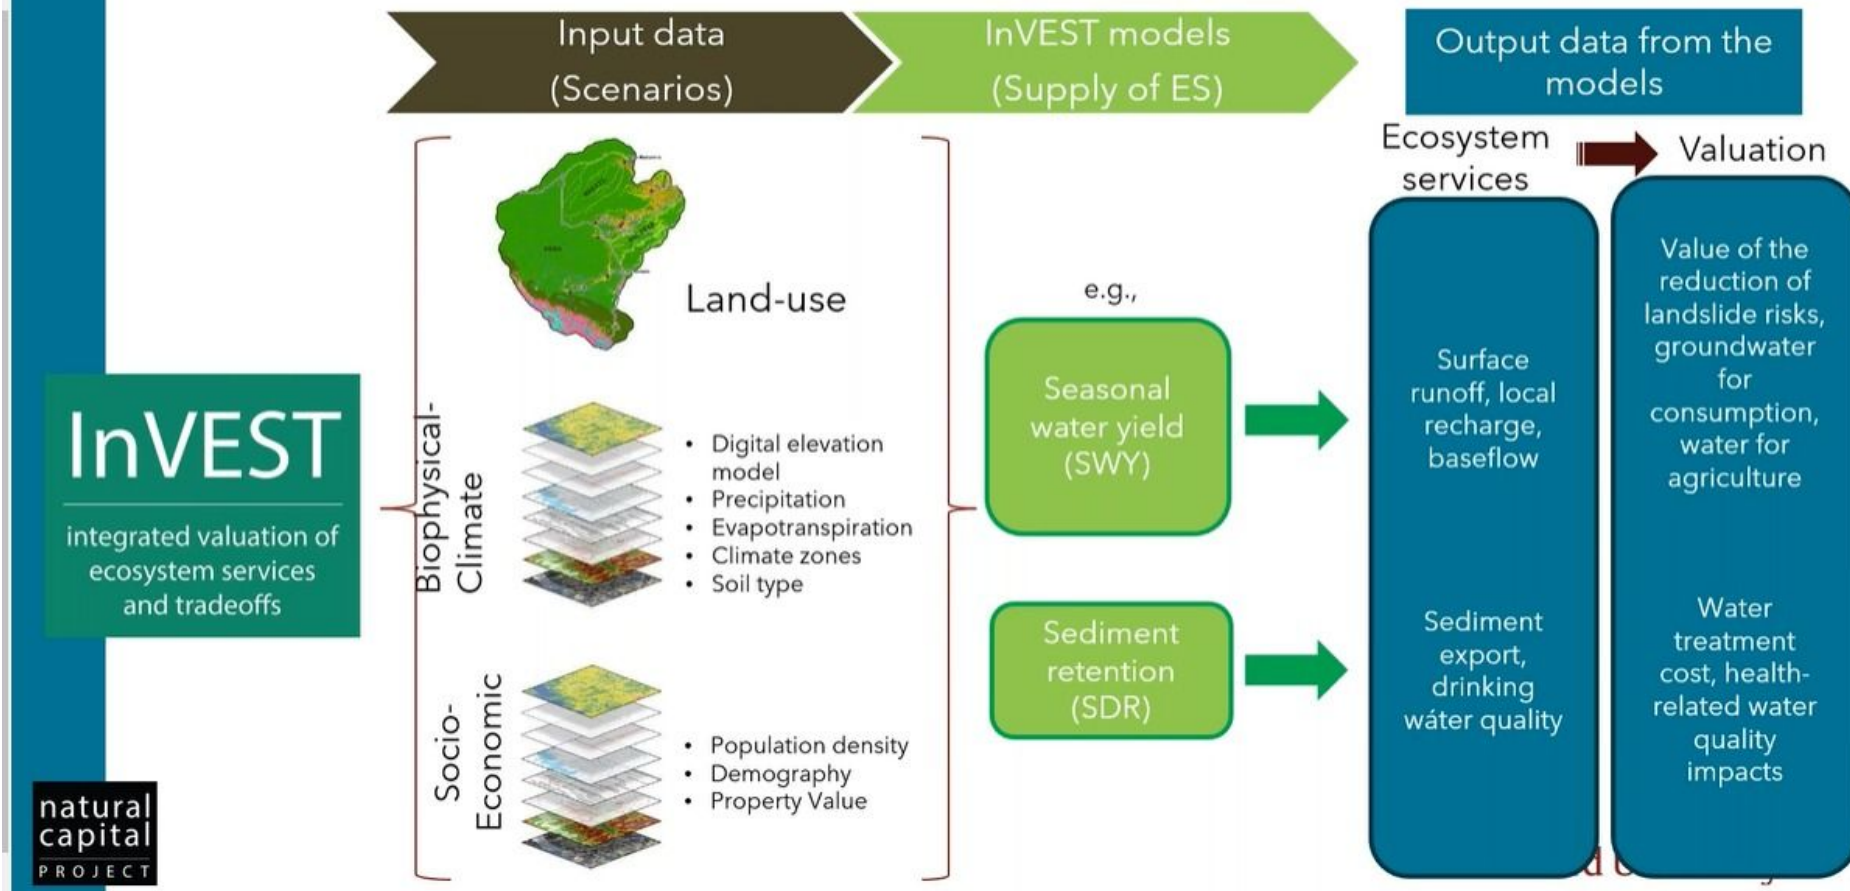 Input data
(Scenarios)
InVEST models
(Supply of ES)
Output data from the
models
Ecosystem
services
Valuation
InVEST
integrated valuation of
ecosystem services
and tradeoffs
Land-use
Biophysical-
Climate
• Digital elevation
model
• Precipitation
• Evapotranspiration
• Climate zones
• Soil type
Socio-
Economic
• Population density
• Demography
• Property Value
e.g.,
Seasonal
water yield
(SWY)
Sediment
retention
(SDR)
Surface
runoff, local
recharge,
baseflow
Sediment
export,
drinking
wáter quality
Value of the
reduction of
landslide risks,
groundwater
for
consumption,
water for
agriculture
Water
treatment
cost, health-
related water
quality
impacts
natural
capital
PROJECT